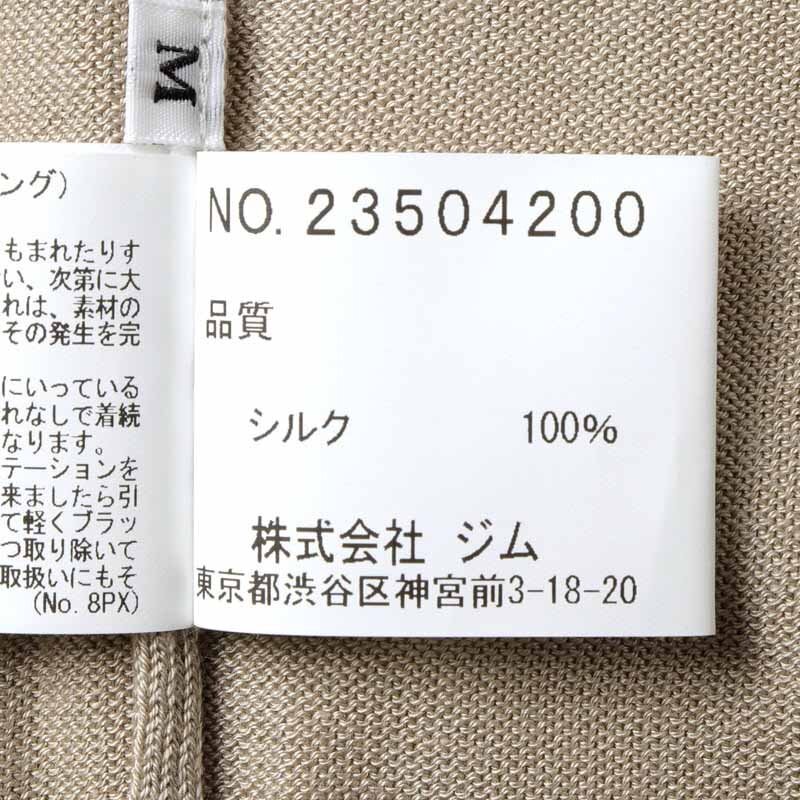 M
ング)
もまれたりす
い、次第に大
れは、素材の
その発生を完
にいっている
れなしで着続
なります。
テーションを
来ましたら引
て軽くブラッ
つ取り除いて
取扱いにもそ
(No. 8PX)
NO. 23504200
品質
シルク 100%
株式会社 ジム
東京都渋谷区神宮前3-18-20